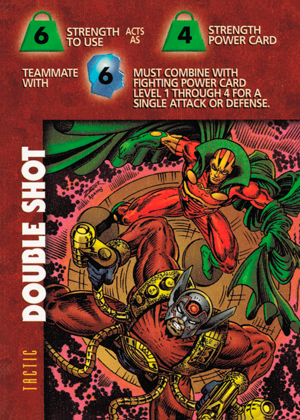 6 STRENGTH TO USE ACTS AS 4 STRENGTH POWER CARD
TEAMMATE WITH 6 MUST COMBINE WITH
FIGHTING POWER CARD
LEVEL 1 THROUGH 4 FOR A
SINGLE ATTACK OR DEFENSE.
DOUBLE SHOT
TACTIC